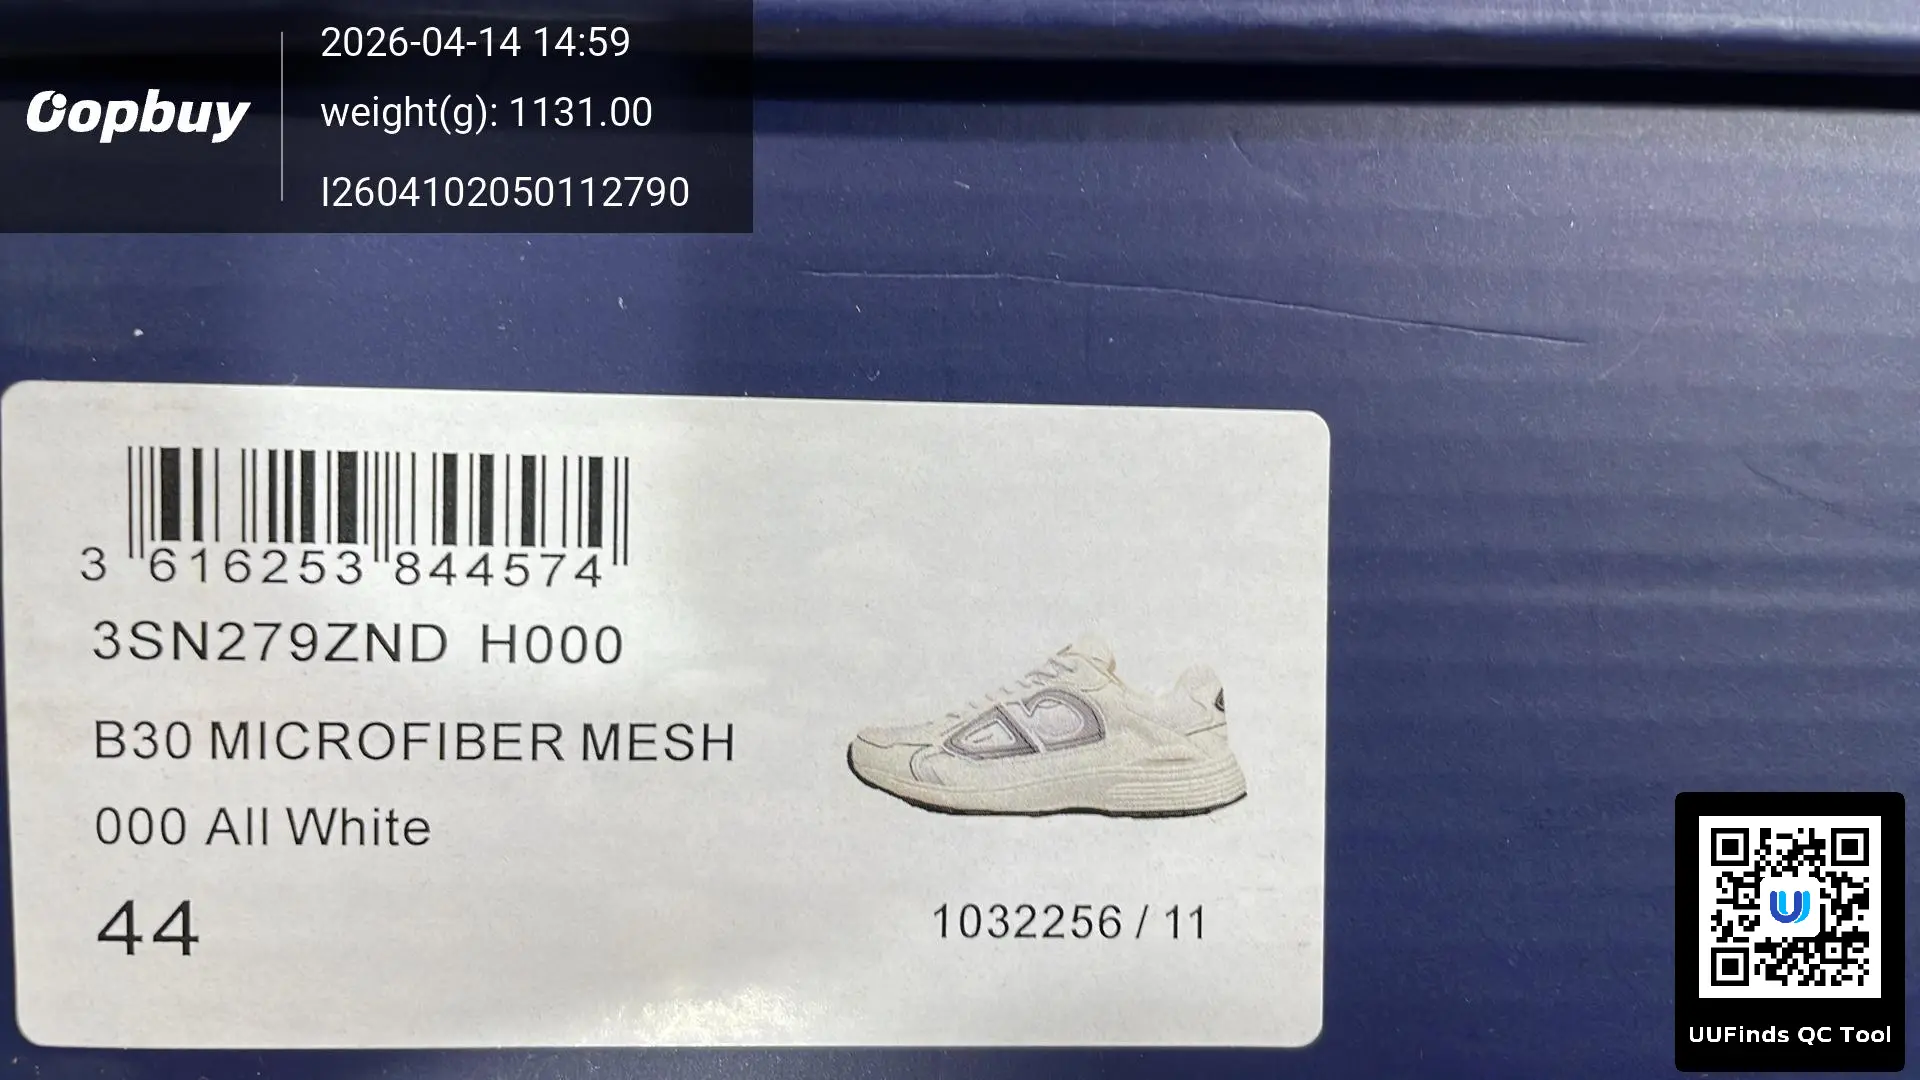 Oopbuy
2026-04-14 14:59
weight(g): 1131.00
I2604102050112790
3 616253 844574
3SN279ZND H000
B30 MICROFIBER MESH
000 All White
44
1032256 / 11
UUFinds QC Tool